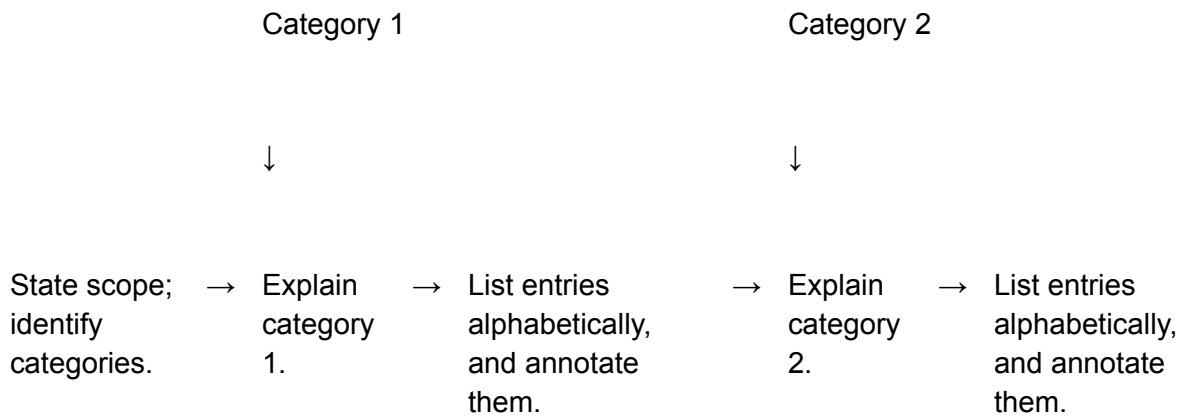 Category 1
Category 2
↓
↓
State scope;
identify
categories.
→
Explain
category
1.
→
List entries
alphabetically,
and annotate
them.
→
Explain
category
2.
→
List entries
alphabetically,
and annotate
them.